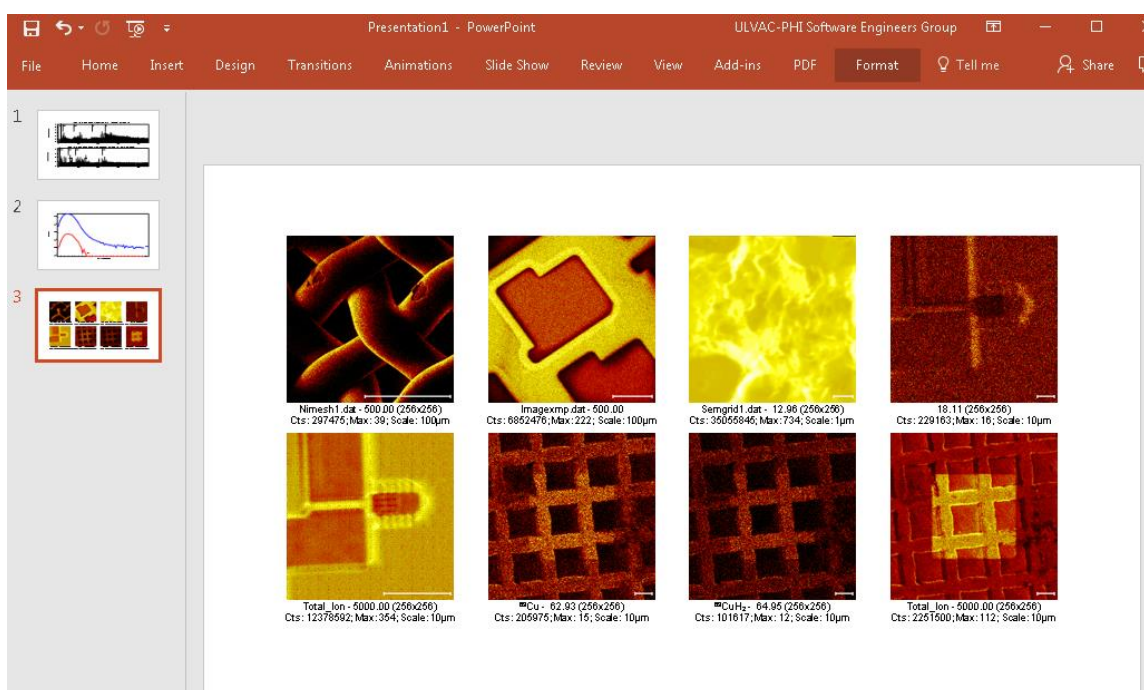 Presentation1 - PowerPoint
ULVAC-PHI Software Engineers Group
File Home Insert Design Transitions Animations Slide Show Review View Add-ins PDF Format Tell me Share
1
2
3
Nimesh1.dat - 500.00 (256x256)
Cts: 297475; Max: 39; Scale: 100µm
Imagexmp.dat - 500.00
Cts: 6852476; Max: 222; Scale: 100µm
Semgrid1.dat - 12.96 (256x256)
Cts: 35055845; Max: 734; Scale: 1µm
18.11 (256x256)
Cts: 229163; Max: 16; Scale: 10µm
Total_Ion - 5000.00 (256x256)
Cts: 12378592; Max: 354; Scale: 10µm
Cu - 62.93 (256x256)
Cts: 205975; Max: 15; Scale: 10µm
CuH₂ - 64.95 (256x256)
Cts: 101617; Max: 12; Scale: 10µm
Total_Ion - 5000.00 (256x256)
Cts: 2251500; Max: 112; Scale: 10µm